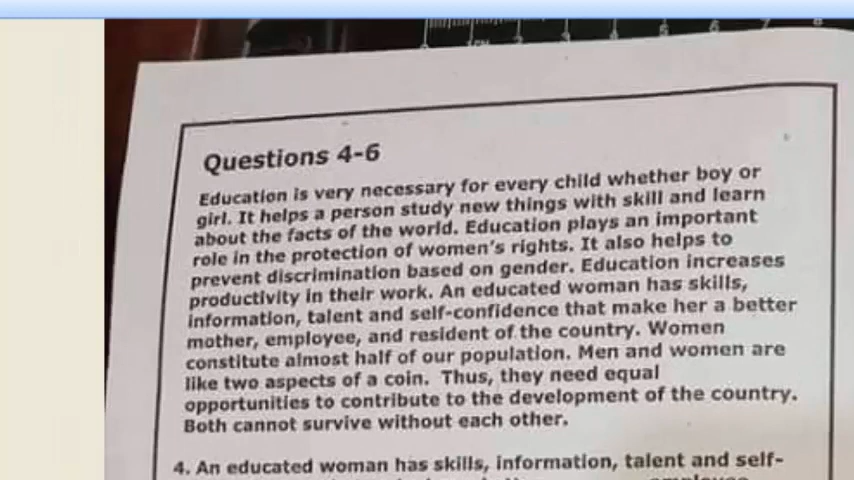 Questions 4-6
Education is very necessary for every child whether boy or
girl. It helps a person study new things with skill and learn
about the facts of the world. Education plays an important
role in the protection of women's rights. It also helps to
prevent discrimination based on gender. Education increases
productivity in their work. An educated woman has skills,
information, talent and self-confidence that make her a better
mother, employee, and resident of the country. Women
constitute almost half of our population. Men and women are
like two aspects of a coin. Thus, they need equal
opportunities to contribute to the development of the country.
Both cannot survive without each other.
4. An educated woman has skills, information, talent and self-